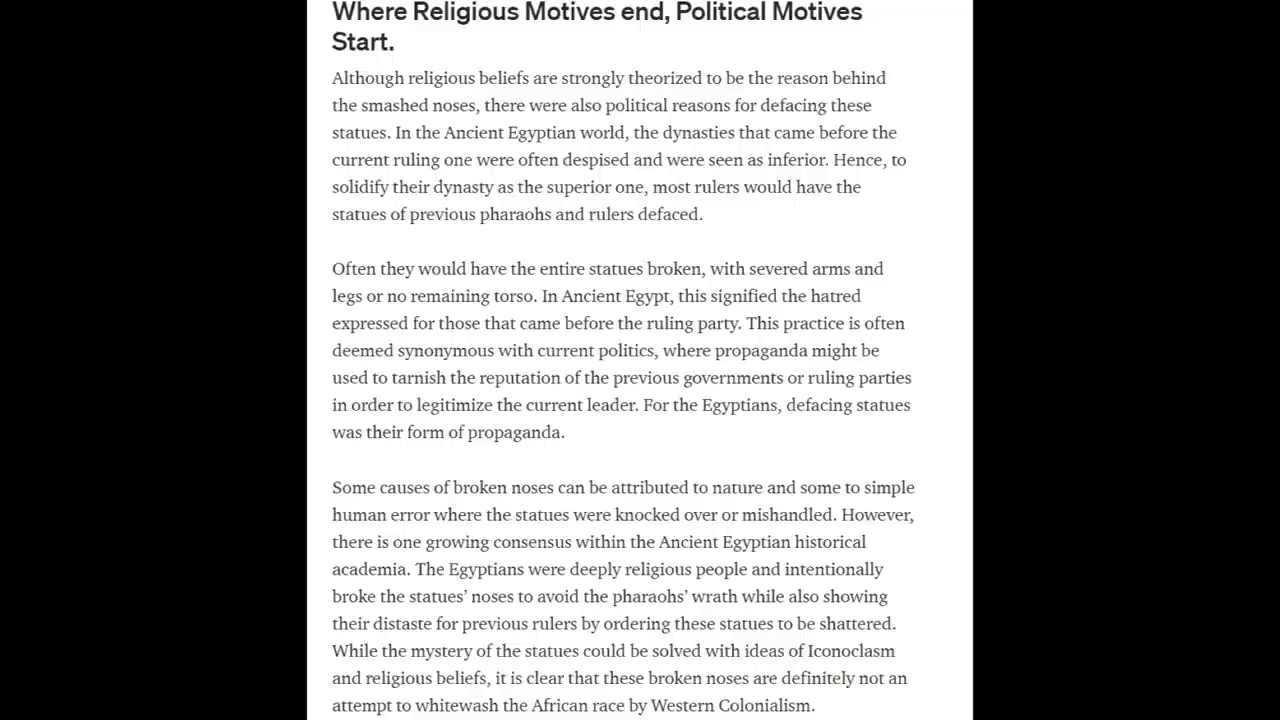 Where Religious Motives end, Political Motives
Start.
Although religious beliefs are strongly theorized to be the reason behind
the smashed noses, there were also political reasons for defacing these
statues. In the Ancient Egyptian world, the dynasties that came before the
current ruling one were often despised and were seen as inferior. Hence, to
solidify their dynasty as the superior one, most rulers would have the
statues of previous pharaohs and rulers defaced.
Often they would have the entire statues broken, with severed arms and
legs or no remaining torso. In Ancient Egypt, this signified the hatred
expressed for those that came before the ruling party. This practice is often
deemed synonymous with current politics, where propaganda might be
used to tarnish the reputation of the previous governments or ruling parties
in order to legitimize the current leader. For the Egyptians, defacing statues
was their form of propaganda.
Some causes of broken noses can be attributed to nature and some to simple
human error where the statues were knocked over or mishandled. However,
there is one growing consensus within the Ancient Egyptian historical
academia. The Egyptians were deeply religious people and intentionally
broke the statues’ noses to avoid the pharaohs’ wrath while also showing
their distaste for previous rulers by ordering these statues to be shattered.
While the mystery of the statues could be solved with ideas of Iconoclasm
and religious beliefs, it is clear that these broken noses are definitely not an
attempt to whitewash the African race by Western Colonialism.